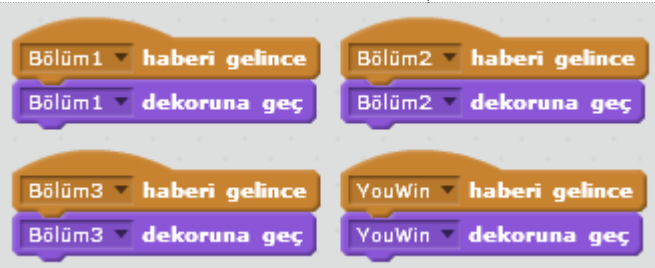 Bölüm1 haberi gelince
Bölüm1 dekoruna geç
Bölüm2 haberi gelince
Bölüm2 dekoruna geç
Bölüm3 haberi gelince
Bölüm3 dekoruna geç
YouWin haberi gelince
YouWin dekoruna geç